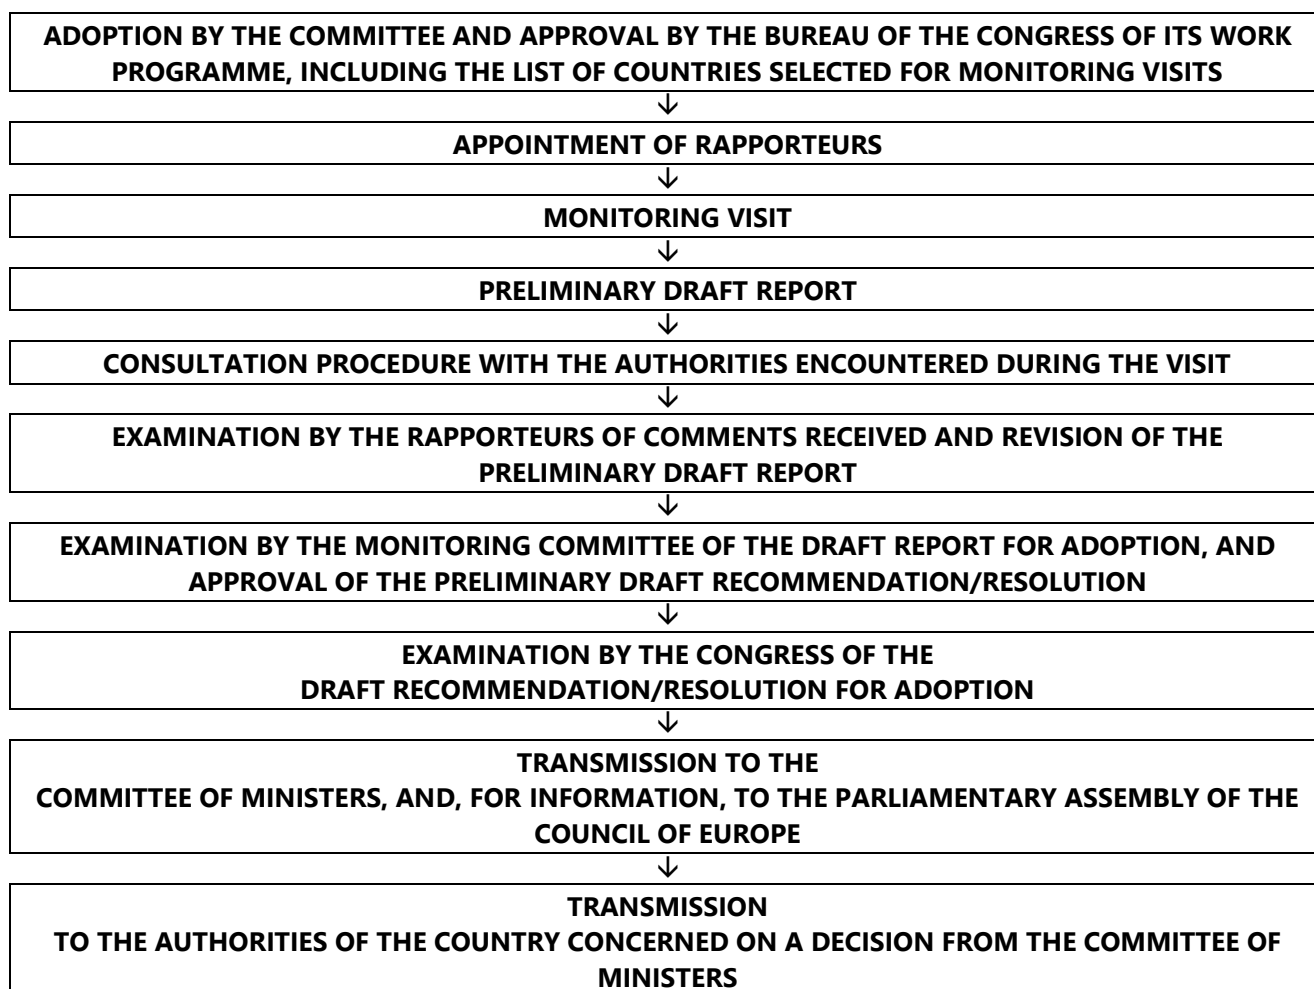 ADOPTION BY THE COMMITTEE AND APPROVAL BY THE BUREAU OF THE CONGRESS OF ITS WORK
PROGRAMME, INCLUDING THE LIST OF COUNTRIES SELECTED FOR MONITORING VISITS
↓
APPOINTMENT OF RAPPORTEURS
↓
MONITORING VISIT
↓
PRELIMINARY DRAFT REPORT
↓
CONSULTATION PROCEDURE WITH THE AUTHORITIES ENCOUNTERED DURING THE VISIT
↓
EXAMINATION BY THE RAPPORTEURS OF COMMENTS RECEIVED AND REVISION OF THE
PRELIMINARY DRAFT REPORT
↓
EXAMINATION BY THE MONITORING COMMITTEE OF THE DRAFT REPORT FOR ADOPTION, AND
APPROVAL OF THE PRELIMINARY DRAFT RECOMMENDATION/RESOLUTION
↓
EXAMINATION BY THE CONGRESS OF THE
DRAFT RECOMMENDATION/RESOLUTION FOR ADOPTION
↓
TRANSMISSION TO THE
COMMITTEE OF MINISTERS, AND, FOR INFORMATION, TO THE PARLIAMENTARY ASSEMBLY OF THE
COUNCIL OF EUROPE
↓
TRANSMISSION
TO THE AUTHORITIES OF THE COUNTRY CONCERNED ON A DECISION FROM THE COMMITTEE OF
MINISTERS